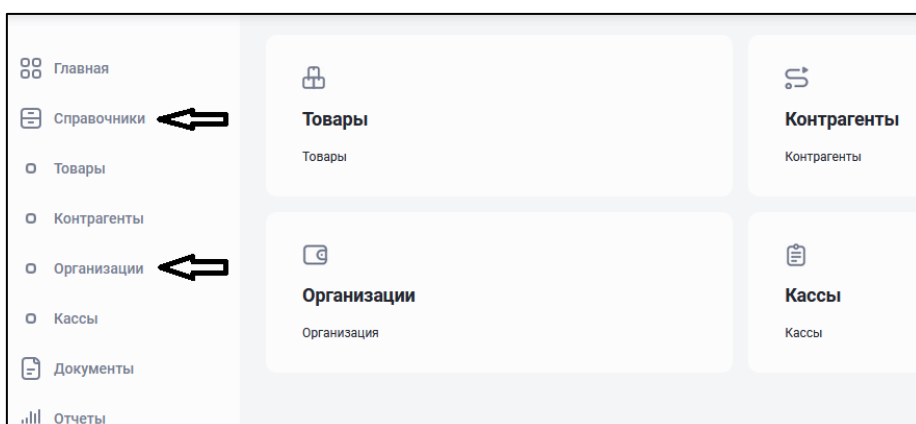 Главная
Справочники
Товары
Контрагенты
Организации
Кассы
Документы
Отчеты
Товары
Товары
Контрагенты
Контрагенты
Организации
Организация
Кассы
Кассы